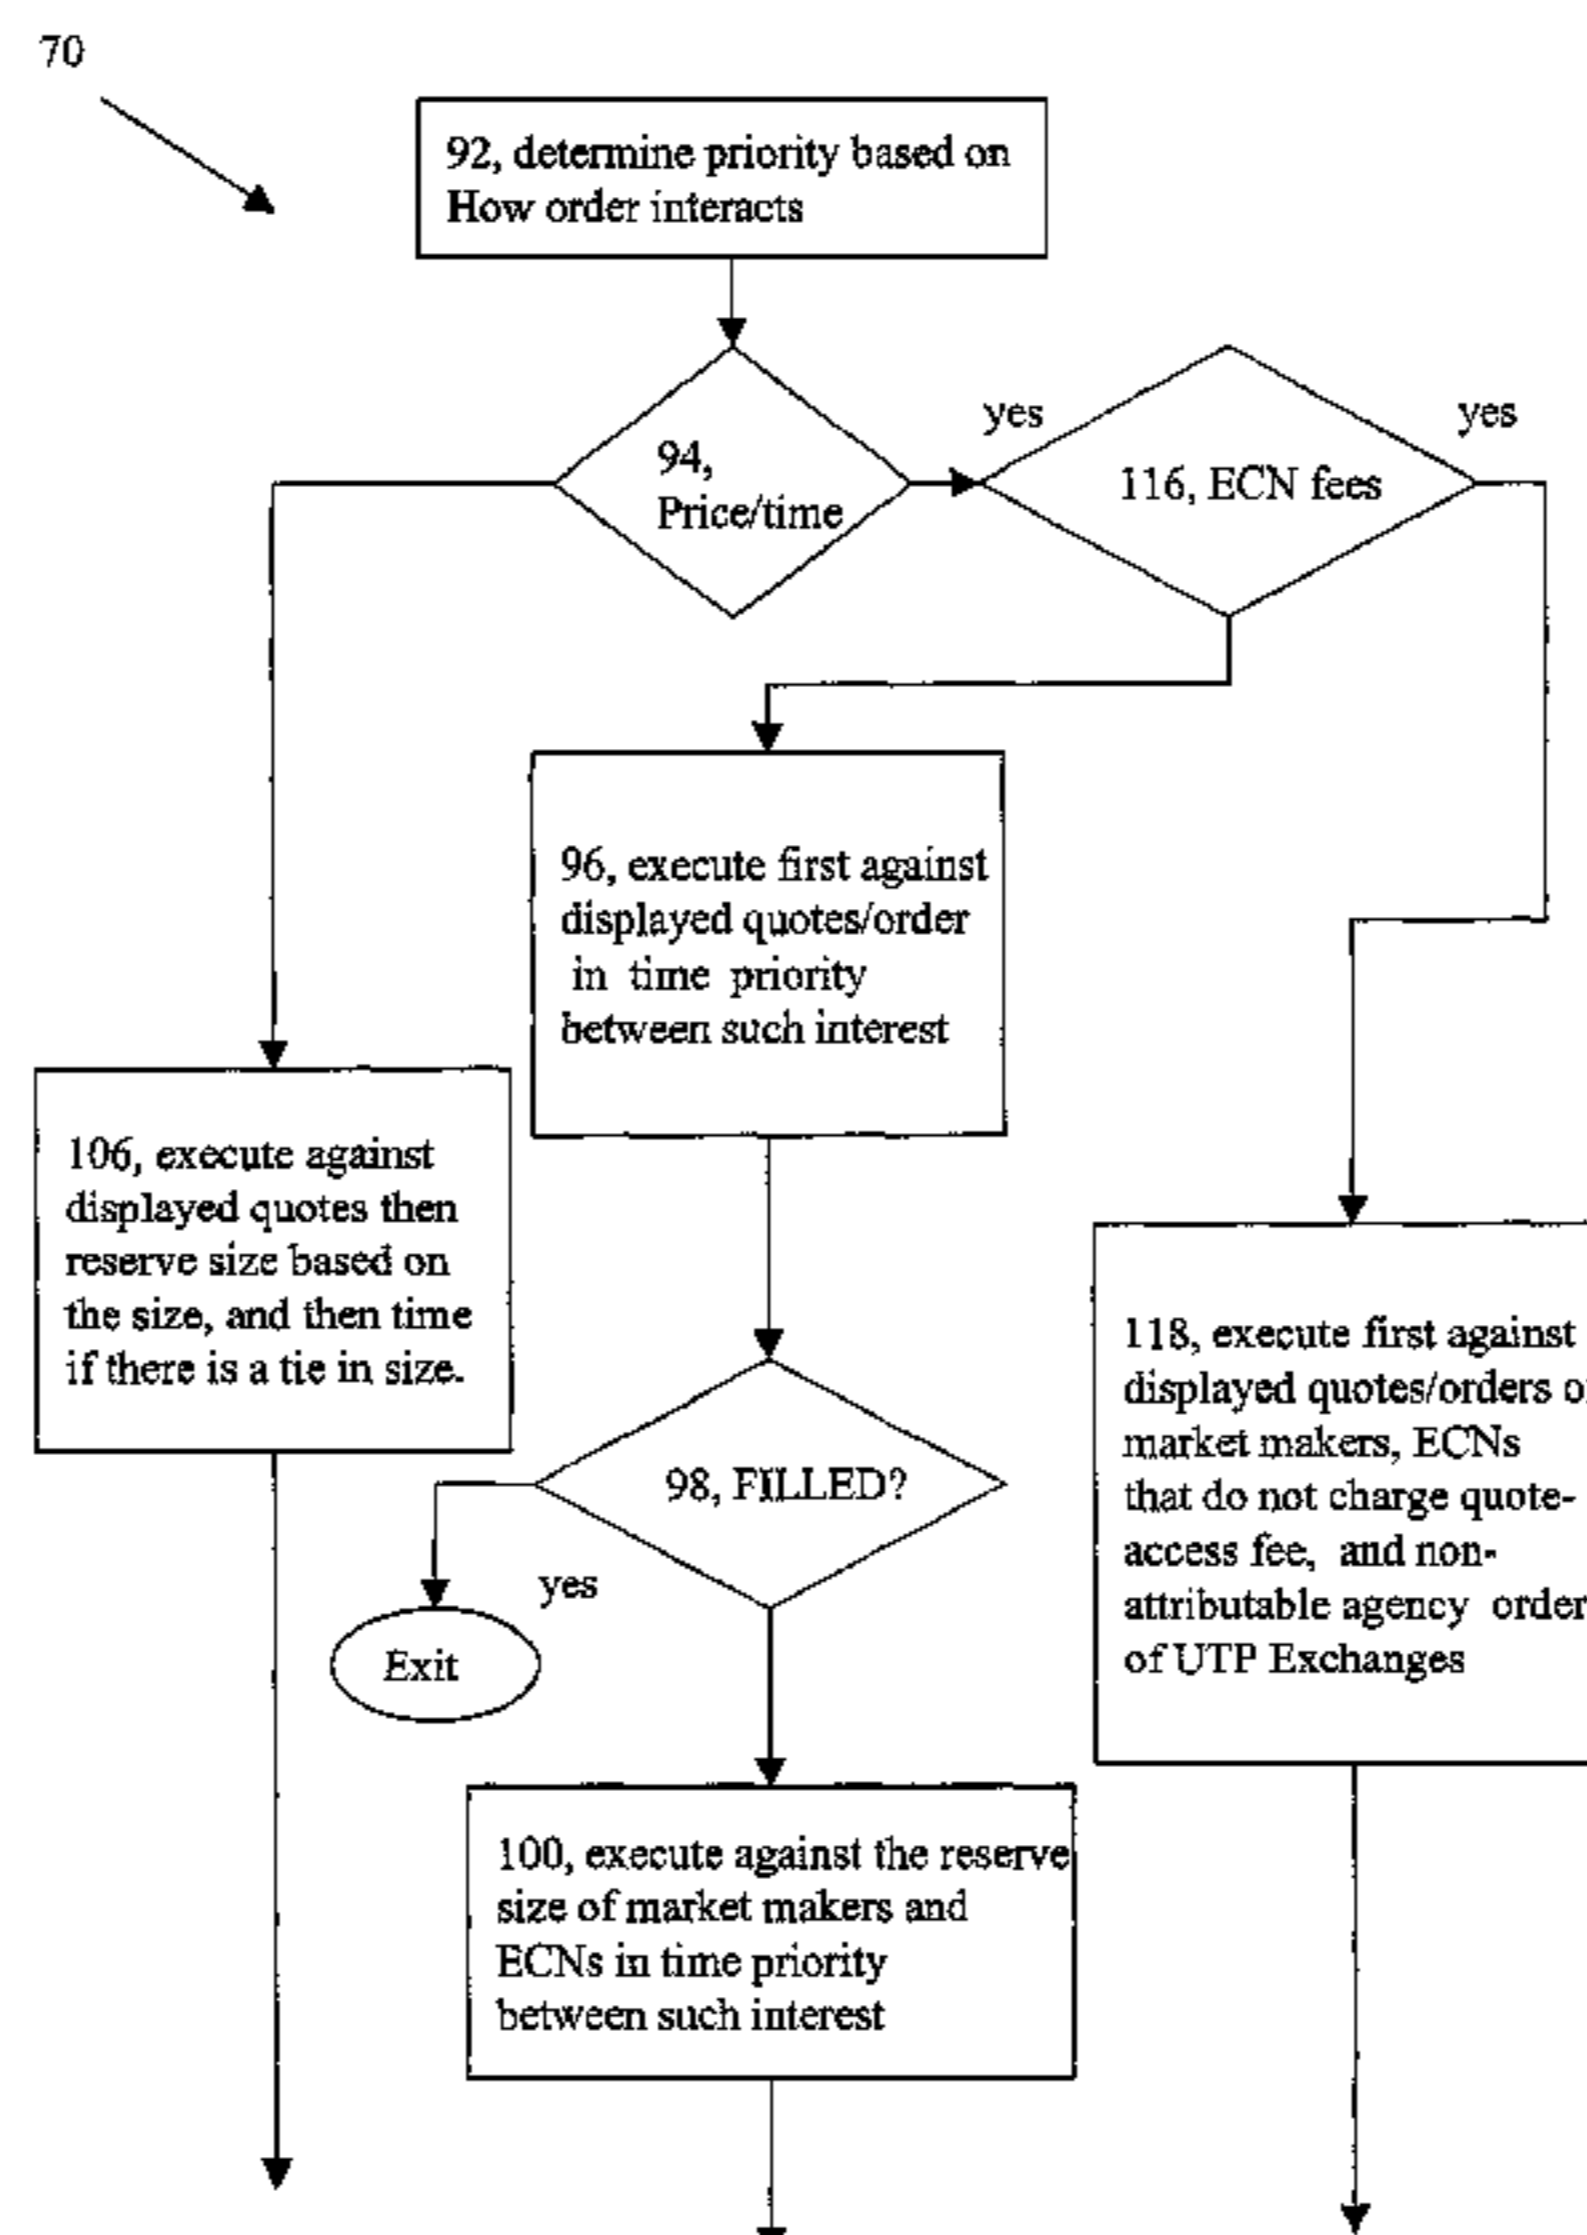 70
92, determine priority based on
How order interacts
94,
Price/time
yes
116, ECN fees
yes
96, execute first against
displayed quotes/order
in time priority
between such interest
106, execute against
displayed quotes then
reserve size based on
the size, and then time
if there is a tie in size.
98, FILLED?
yes
Exit
118, execute first against
displayed quotes/orders
market makers, ECNs
that do not charge quote-
access fee, and non-
attributable agency order
of UTP Exchanges
100, execute against the reserve
size of market makers and
ECNs in time priority
between such interest